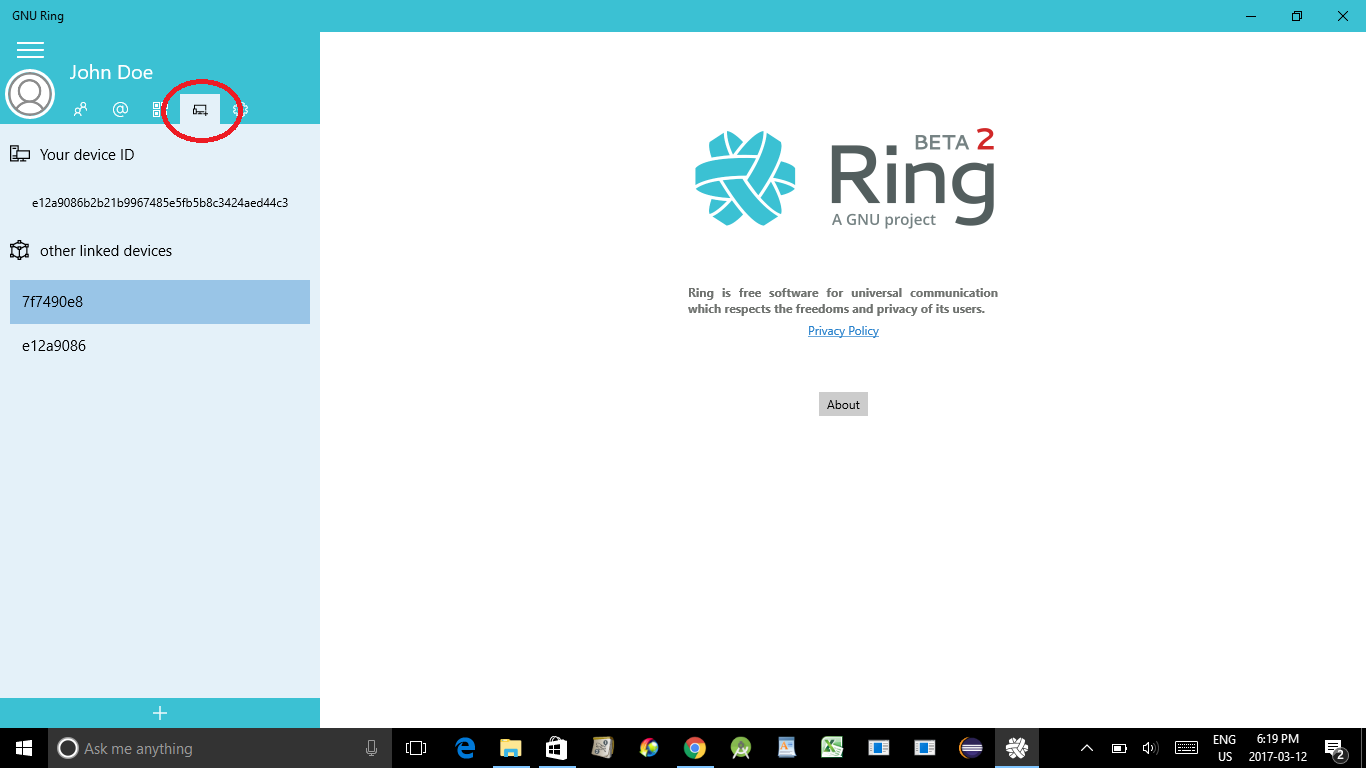 GNU Ring
John Doe
Your device ID
e12a9086b2b21b9967485e5fb5b8c3424aed44c3
other linked devices
7f7490e8
e12a9086
BETA 2
Ring
A GNU project
Ring is free software for universal communication
which respects the freedoms and privacy of its users.
Privacy Policy
About
Ask me anything
ENG
US
6:19 PM
2017-03-12
2